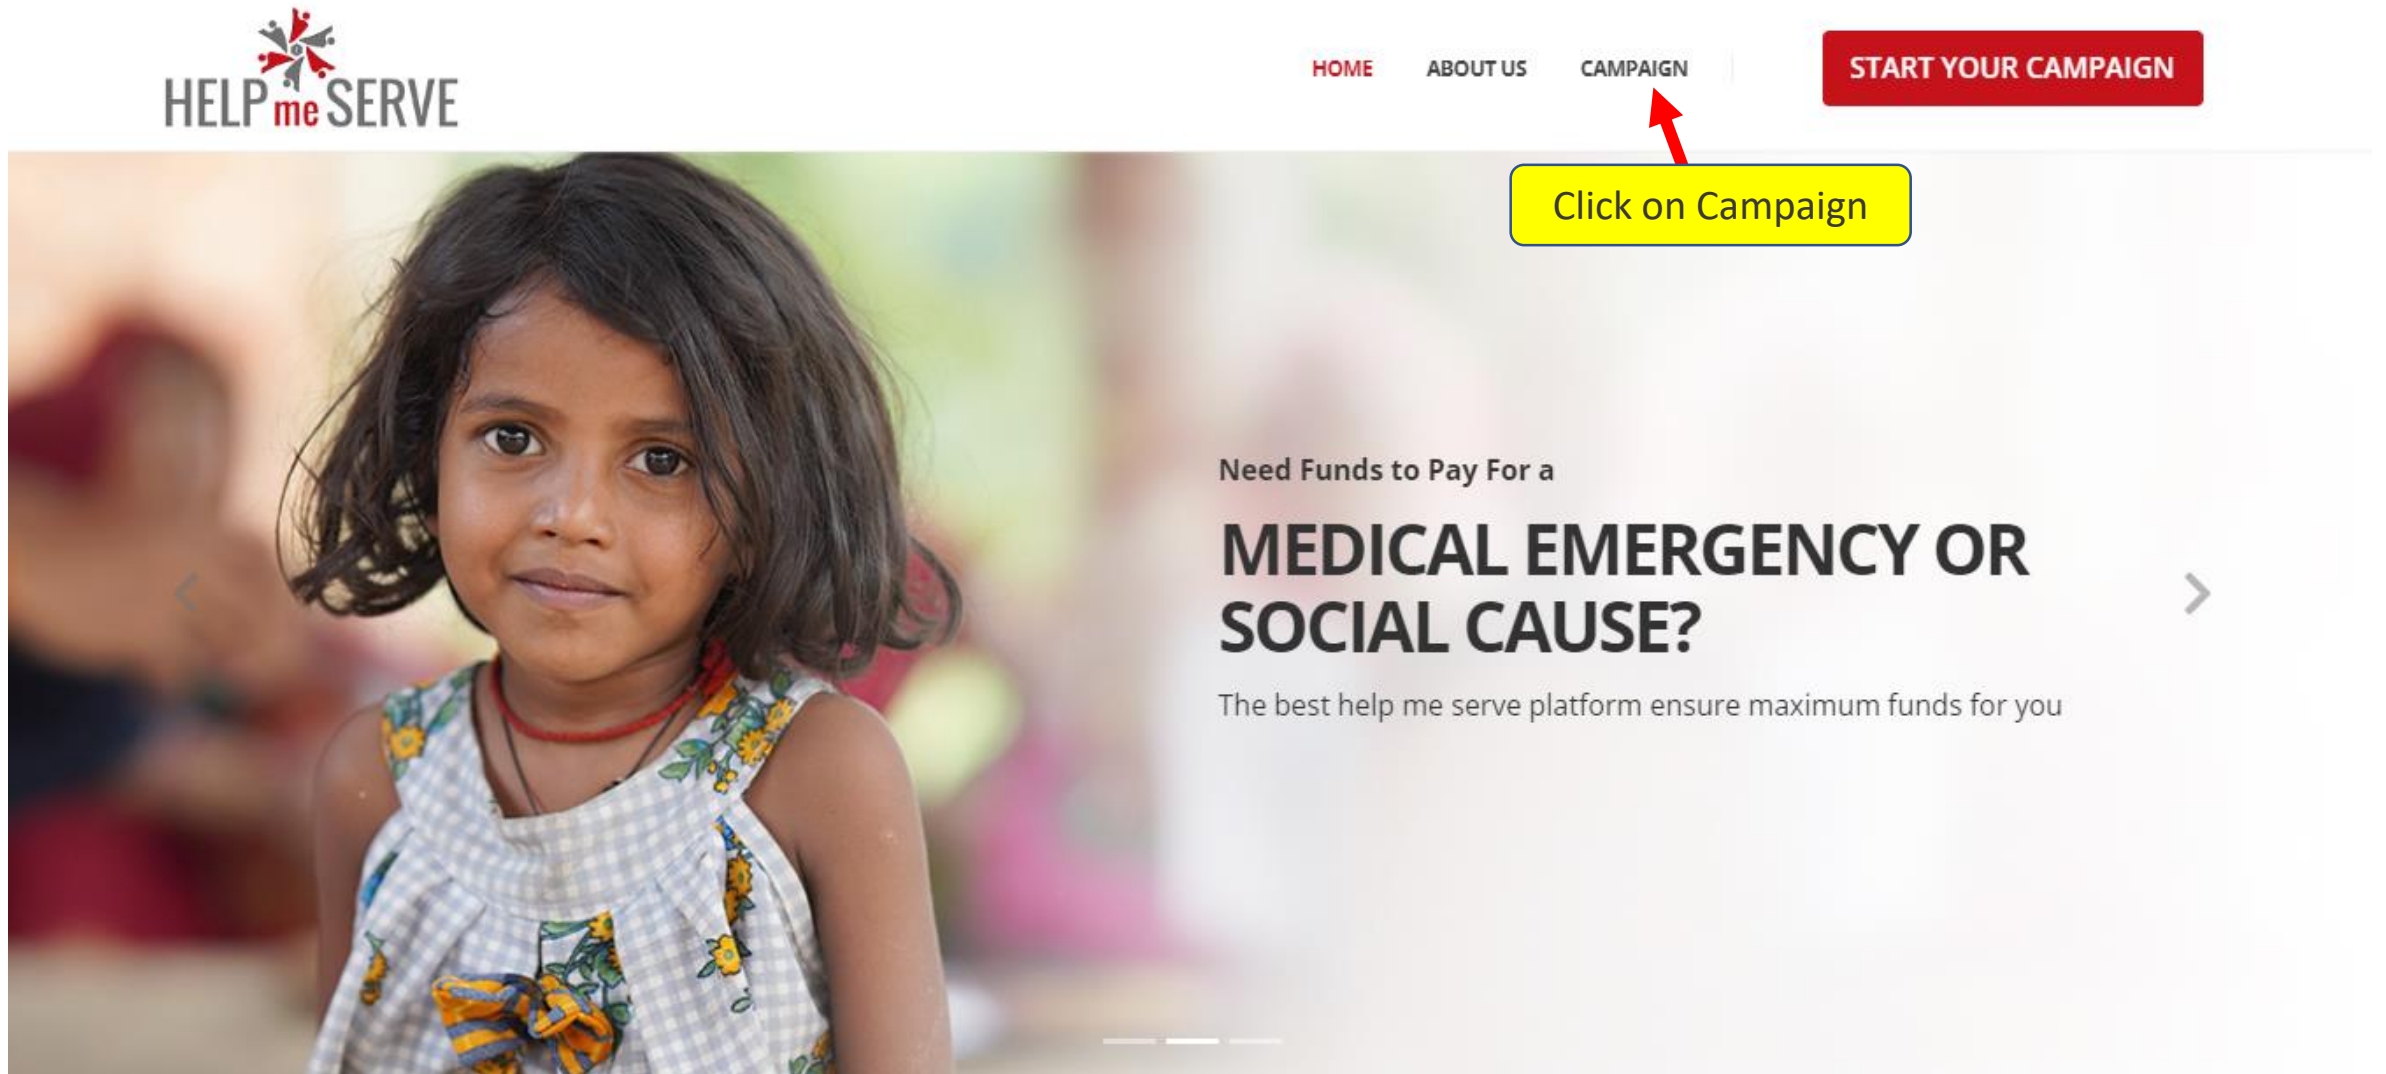 HELP me SERVE
HOME ABOUT US CAMPAIGN START YOUR CAMPAIGN
Click on Campaign
Need Funds to Pay For a
MEDICAL EMERGENCY OR
SOCIAL CAUSE?
The best help me serve platform ensure maximum funds for you